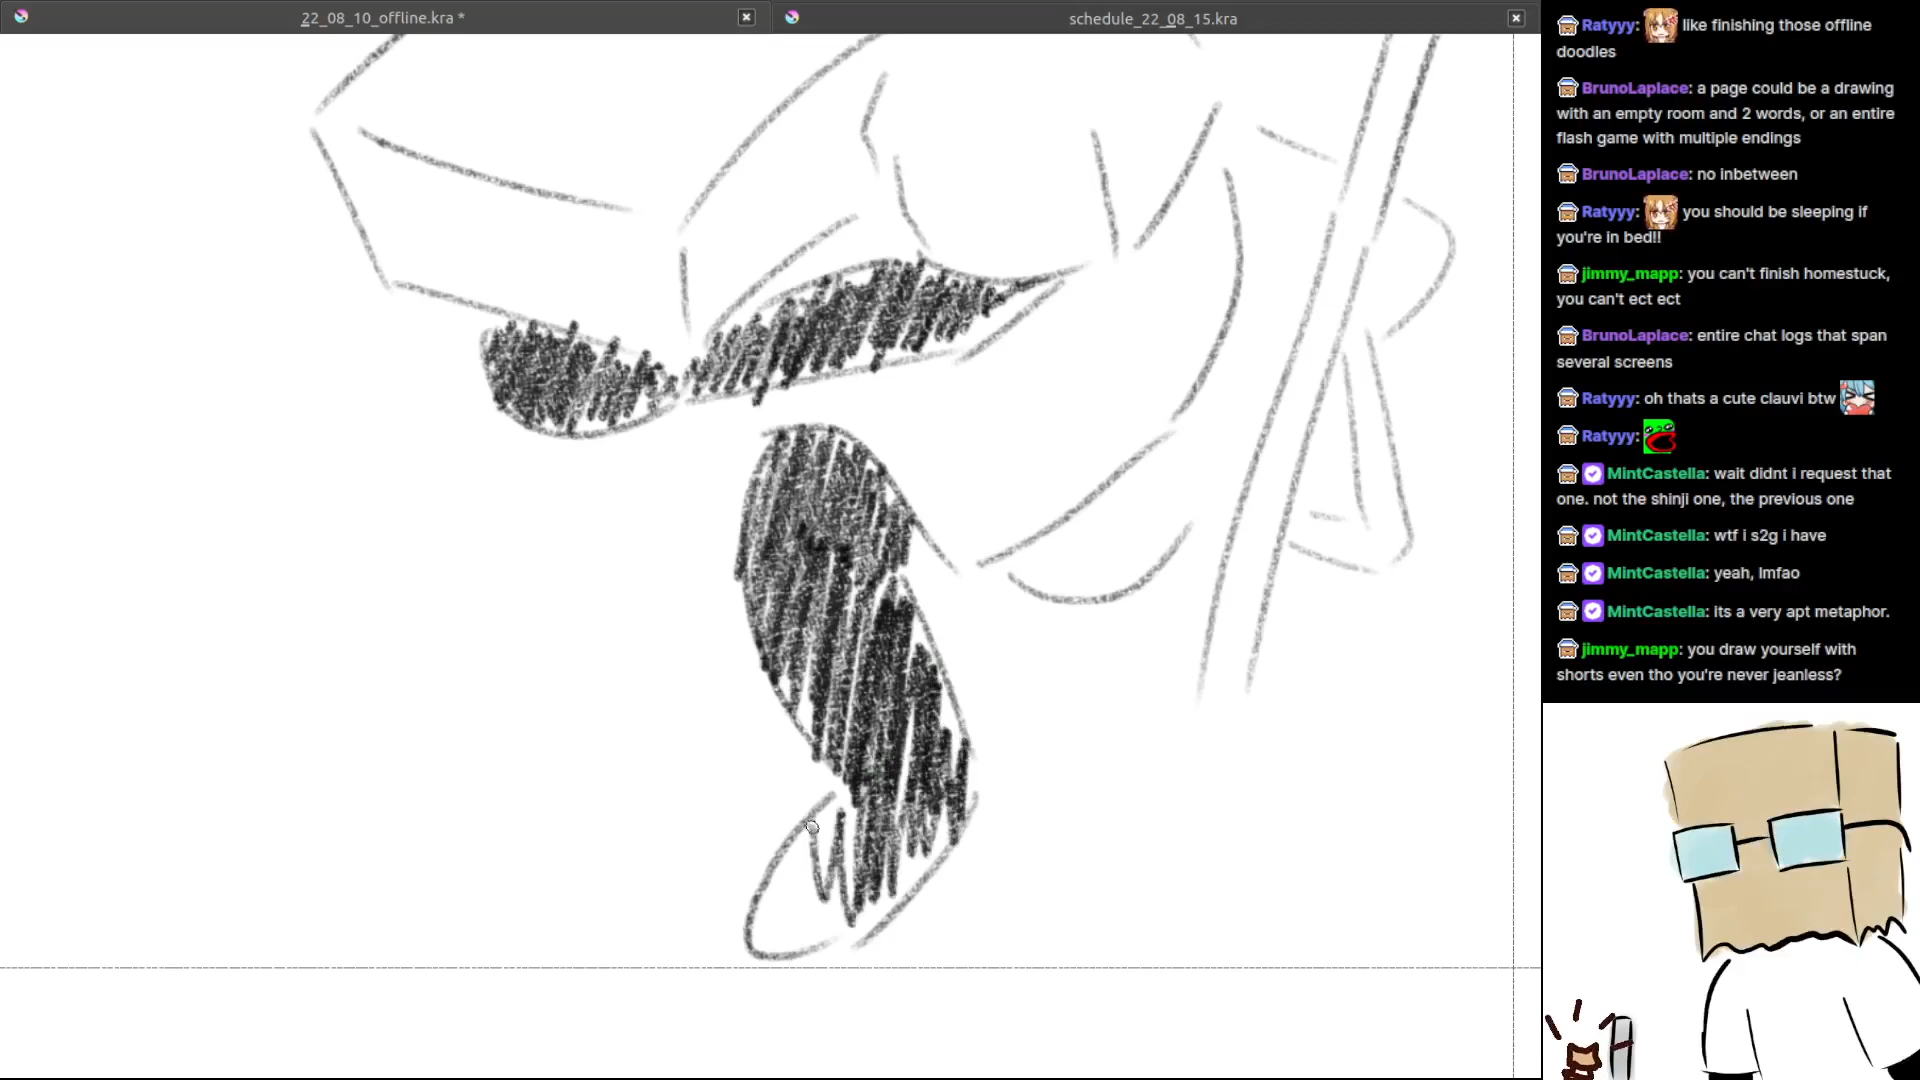 22_08_10_offline.kra *
schedule_22_08_15.kra
Ratyyy: like finishing those offline
doodles
BrunoLaplace: a page could be a drawing
with an empty room and 2 words, or an entire
flash game with multiple endings
BrunoLaplace: no inbetween
Ratyyy: you should be sleeping if
you're in bed!!
jimmy_mapp: you can't finish homestuck,
you can't ect ect
BrunoLaplace: entire chat logs that span
several screens
Ratyyy: oh thats a cute clauvi btw
Ratyyy:
MintCastella: wait didnt i request that
one. not the shinji one, the previous one
MintCastella: wtf i s2g i have
MintCastella: yeah, lmfao
MintCastella: its a very apt metaphor.
jimmy_mapp: you draw yourself with
shorts even tho you're never jeanless?